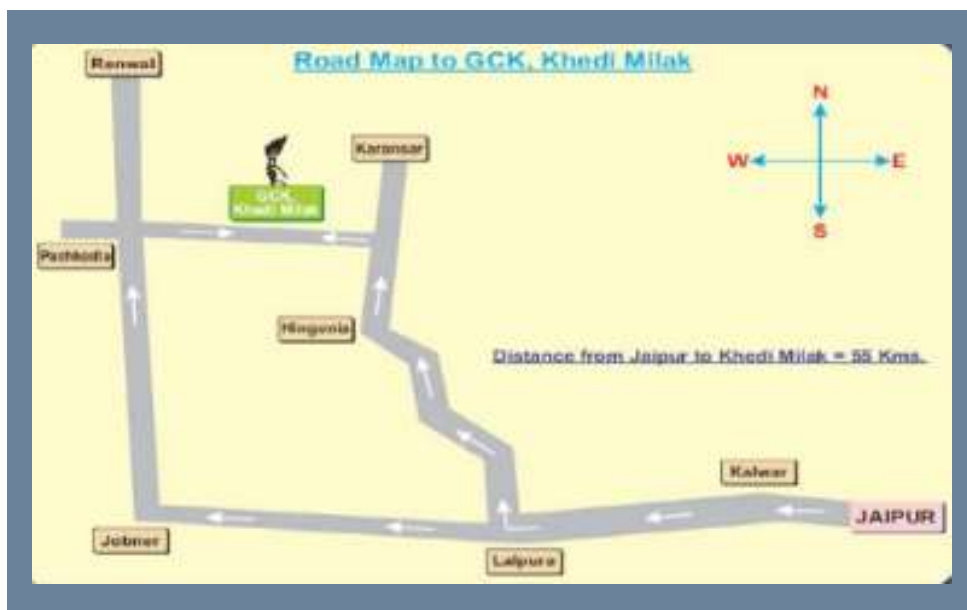 Road Map to GCK, Khedi Milak
Renwal
N
Karansar
W
E
GCK,
Khedi Milak
S
Pachkodia
Hingonia
Distance from Jaipur to Khedi Milak = 55 Kms.
Kalwar
JAIPUR
Jobner
Lalpura